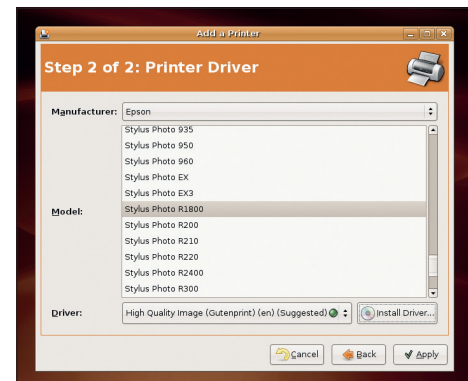 Add a Printer
Step 2 of 2: Printer Driver
Manufacturer: Epson
Stylus Photo 935
Stylus Photo 950
Stylus Photo 960
Stylus Photo EX
Stylus Photo EX3
Model: Stylus Photo R1800
Stylus Photo R200
Stylus Photo R210
Stylus Photo R220
Stylus Photo R2400
Stylus Photo R300
Driver: High Quality Image (Gutenprint) (en) (Suggested) Install Driver...
Cancel Back Apply